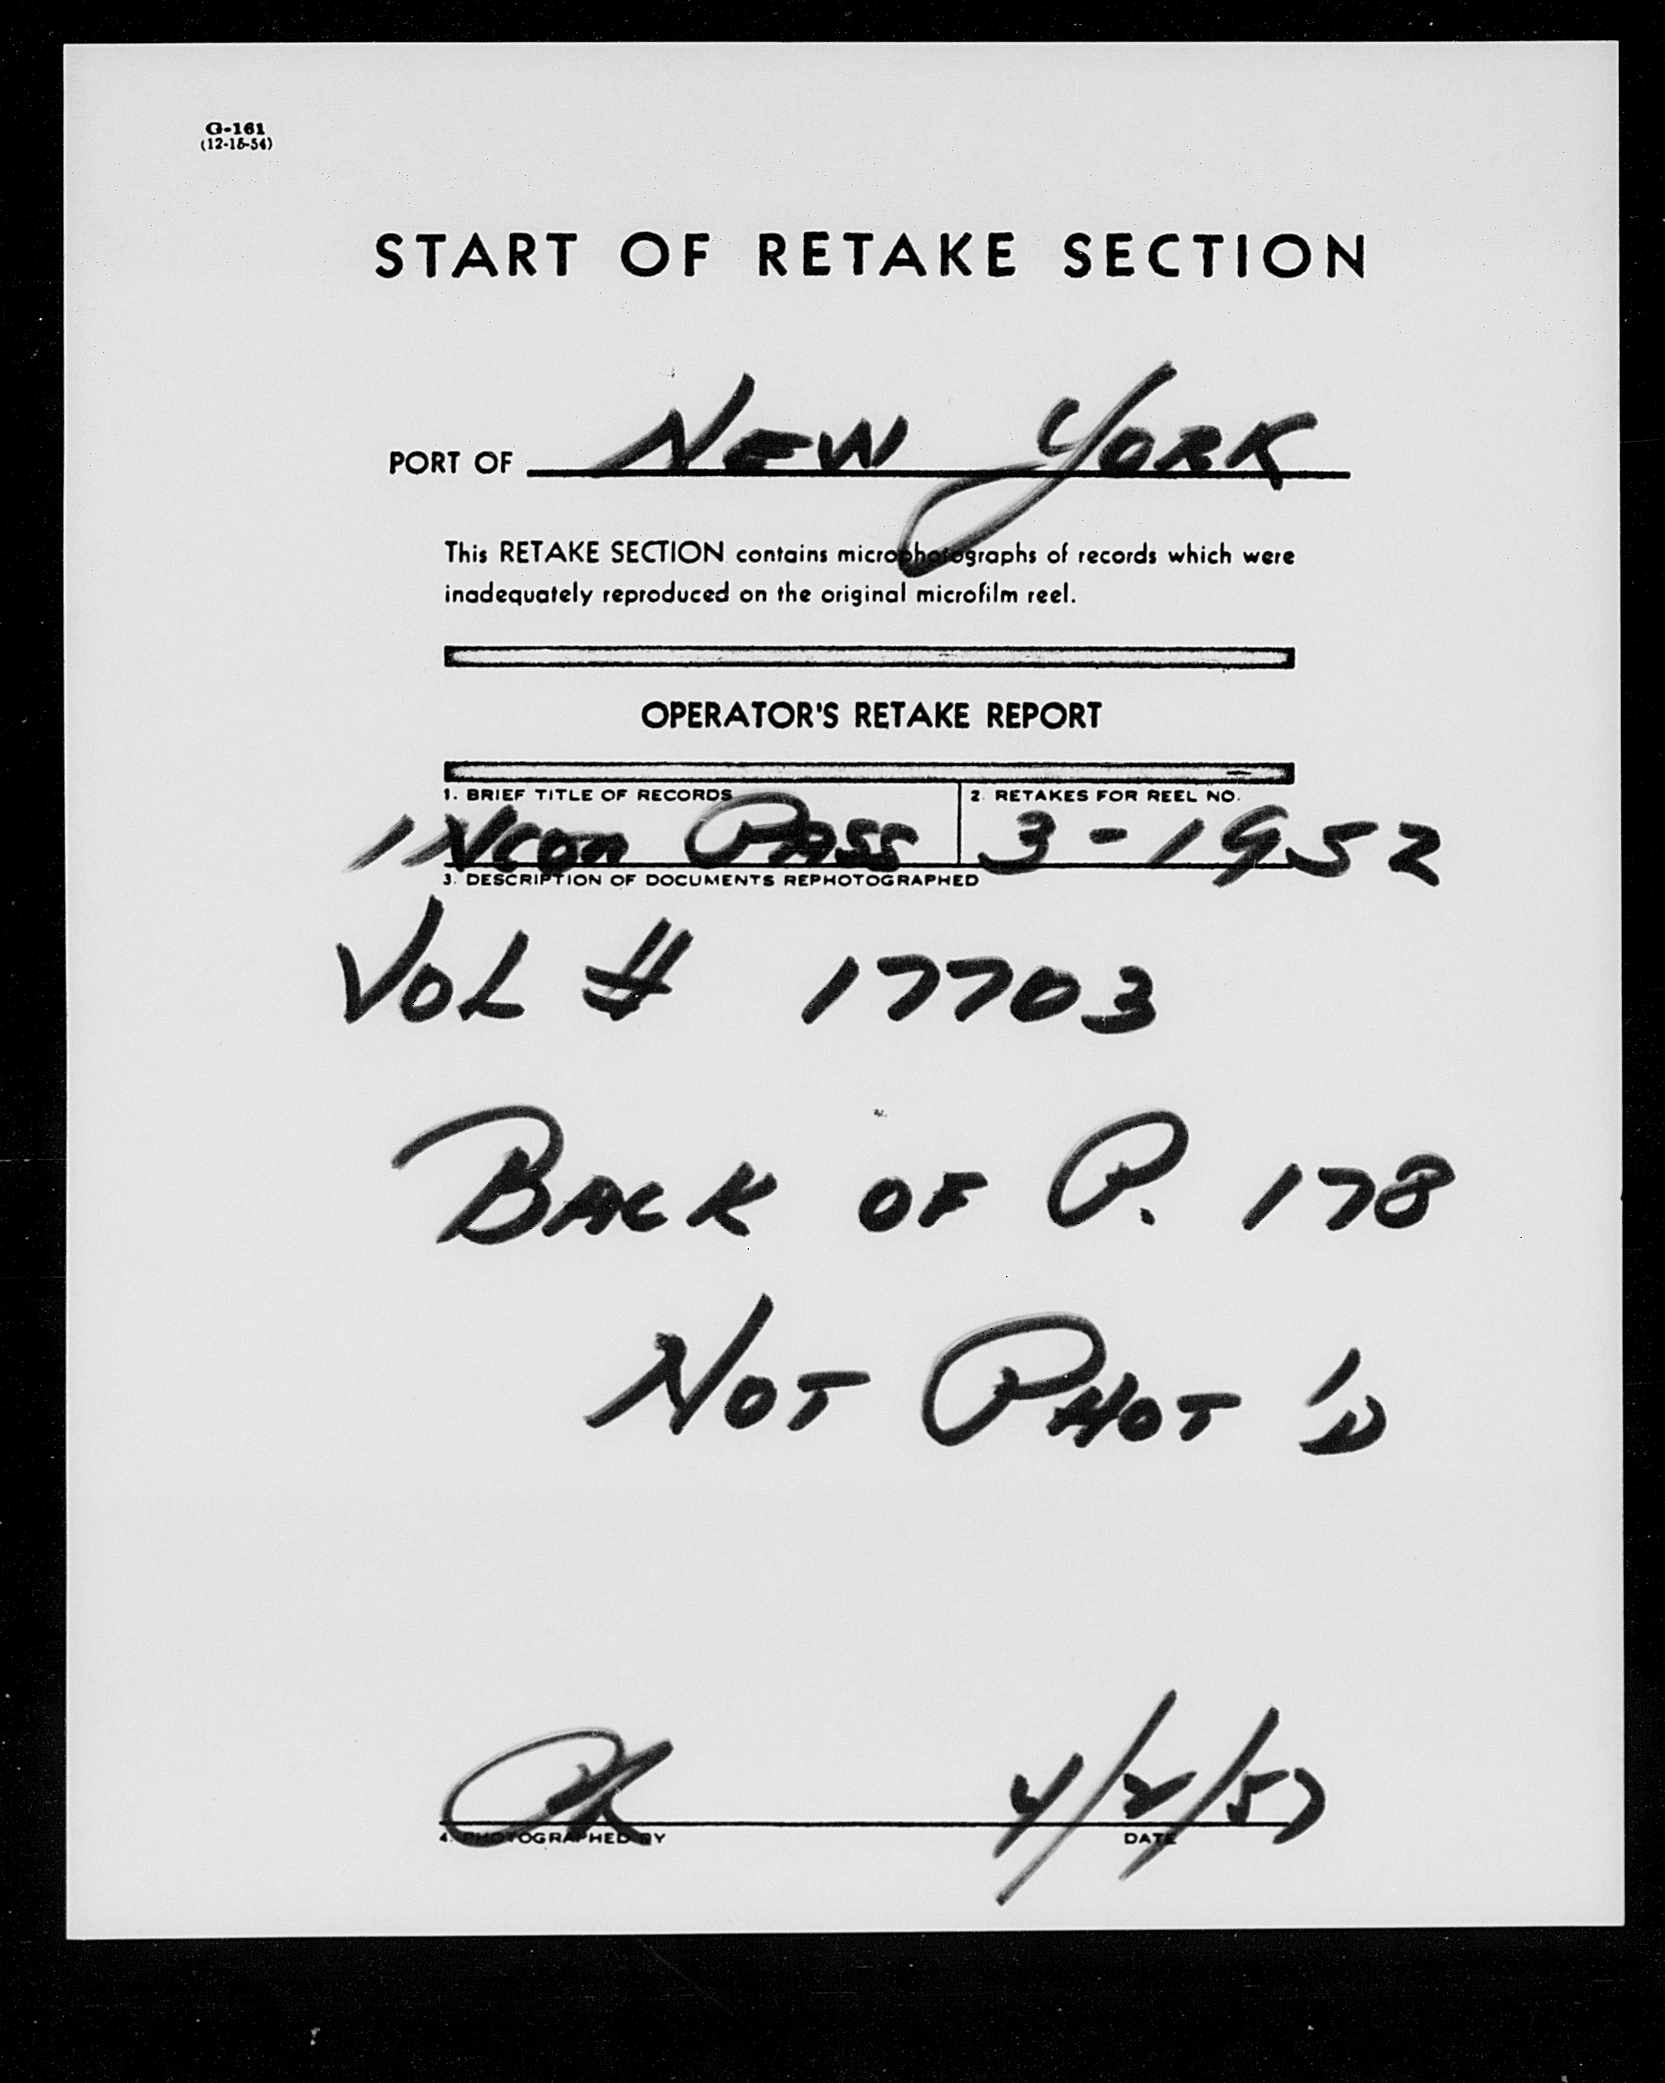 G-161
(12-15-54)
START OF RETAKE SECTION
PORT OF NEW YORK
This RETAKE SECTION contains microphotographs of records which were
inadequately reproduced on the original microfilm reel.
OPERATOR'S RETAKE REPORT
1. BRIEF TITLE OF RECORDS 2. RETAKES FOR REEL NO.
Pass 3-1952
3. DESCRIPTION OF DOCUMENTS REPHOTOGRAPHED
VOL # 17703
BACK OF P. 178
NOT PHOT'D
4/2/57
4. PHOTOGRAPHED BY DATE